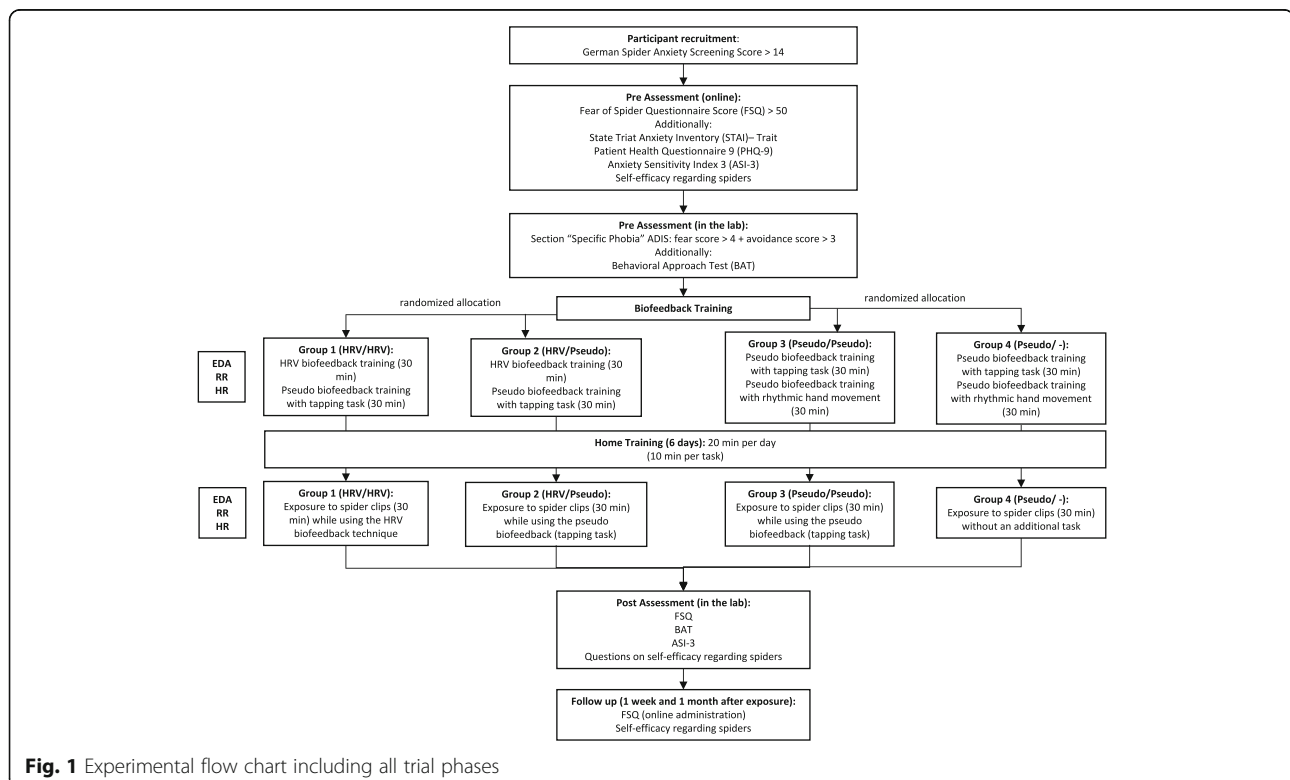 Participant recruitment:
German Spider Anxiety Screening Score > 14
Pre Assessment (online):
Fear of Spider Questionnaire Score (FSQ) > 50
Additionally:
State Triat Anxiety Inventory (STAI)– Trait
Patient Health Questionnaire 9 (PHQ-9)
Anxiety Sensitivity Index 3 (ASI-3)
Self-efficacy regarding spiders
Pre Assessment (in the lab):
Section “Specific Phobia” ADIS: fear score > 4 + avoidance score > 3
Additionally:
Behavioral Approach Test (BAT)
randomized allocation
Biofeedback Training
randomized allocation
EDA
RR
HR
Group 1 (HRV/HRV):
HRV biofeedback training (30
min)
Pseudo biofeedback training
with tapping task (30 min)
Group 2 (HRV/Pseudo):
HRV biofeedback training (30
min)
Pseudo biofeedback training
with tapping task (30 min)
Group 3 (Pseudo/Pseudo):
Pseudo biofeedback training
with tapping task (30 min)
Pseudo biofeedback training
with rhythmic hand movement
(30 min)
Group 4 (Pseudo/ -):
Pseudo biofeedback training
with tapping task (30 min)
Pseudo biofeedback training
with rhythmic hand movement
(30 min)
Home Training (6 days): 20 min per day
(10 min per task)
EDA
RR
HR
Group 1 (HRV/HRV):
Exposure to spider clips (30
min) while using the HRV
biofeedback technique
Group 2 (HRV/Pseudo):
Exposure to spider clips (30 min)
while using the pseudo
biofeedback (tapping task)
Group 3 (Pseudo/Pseudo):
Exposure to spider clips (30 min)
while using the pseudo
biofeedback (tapping task)
Group 4 (Pseudo/ -):
Exposure to spider clips (30 min)
without an additional task
Post Assessment (in the lab):
FSQ
BAT
ASI-3
Questions on self-efficacy regarding spiders
Follow up (1 week and 1 month after exposure):
FSQ (online administration)
Self-efficacy regarding spiders
Fig. 1 Experimental flow chart including all trial phases